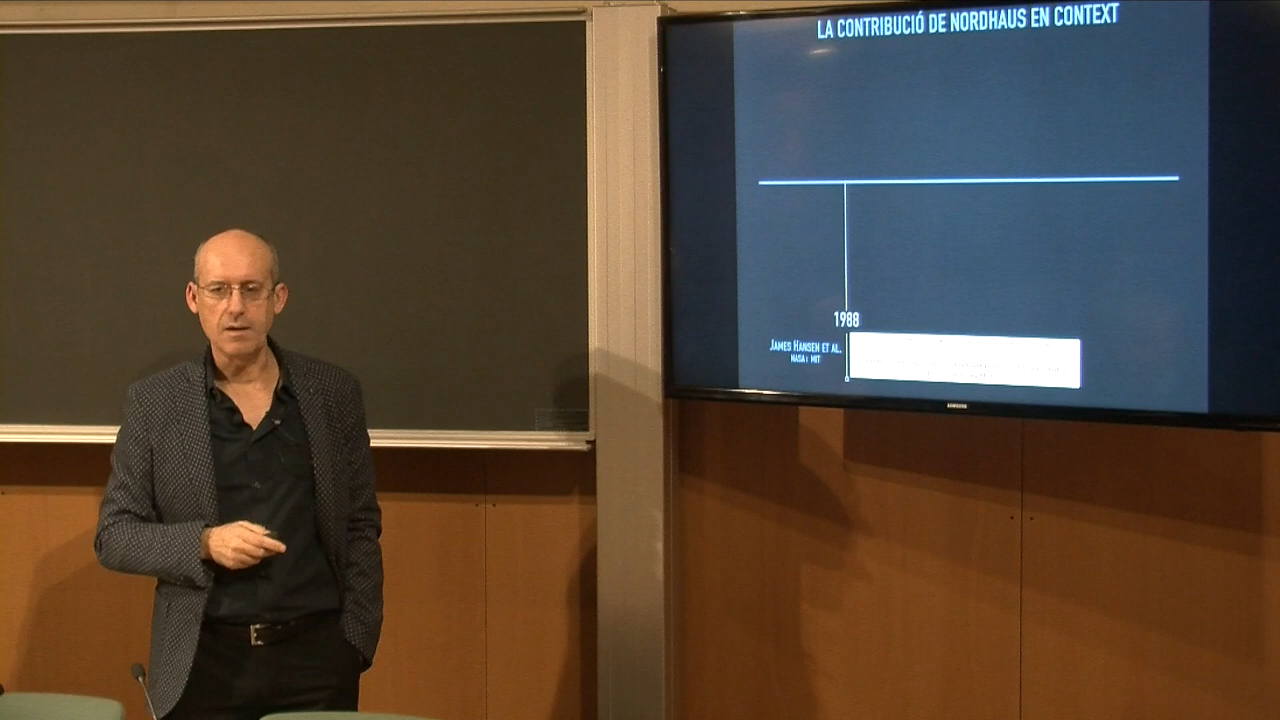 LA CONTRIBUCIÓ DE NORDHAUS EN CONTEXT
1988
JAMES HANSEN ET AL.
NASA i MIT
SAMSUNG